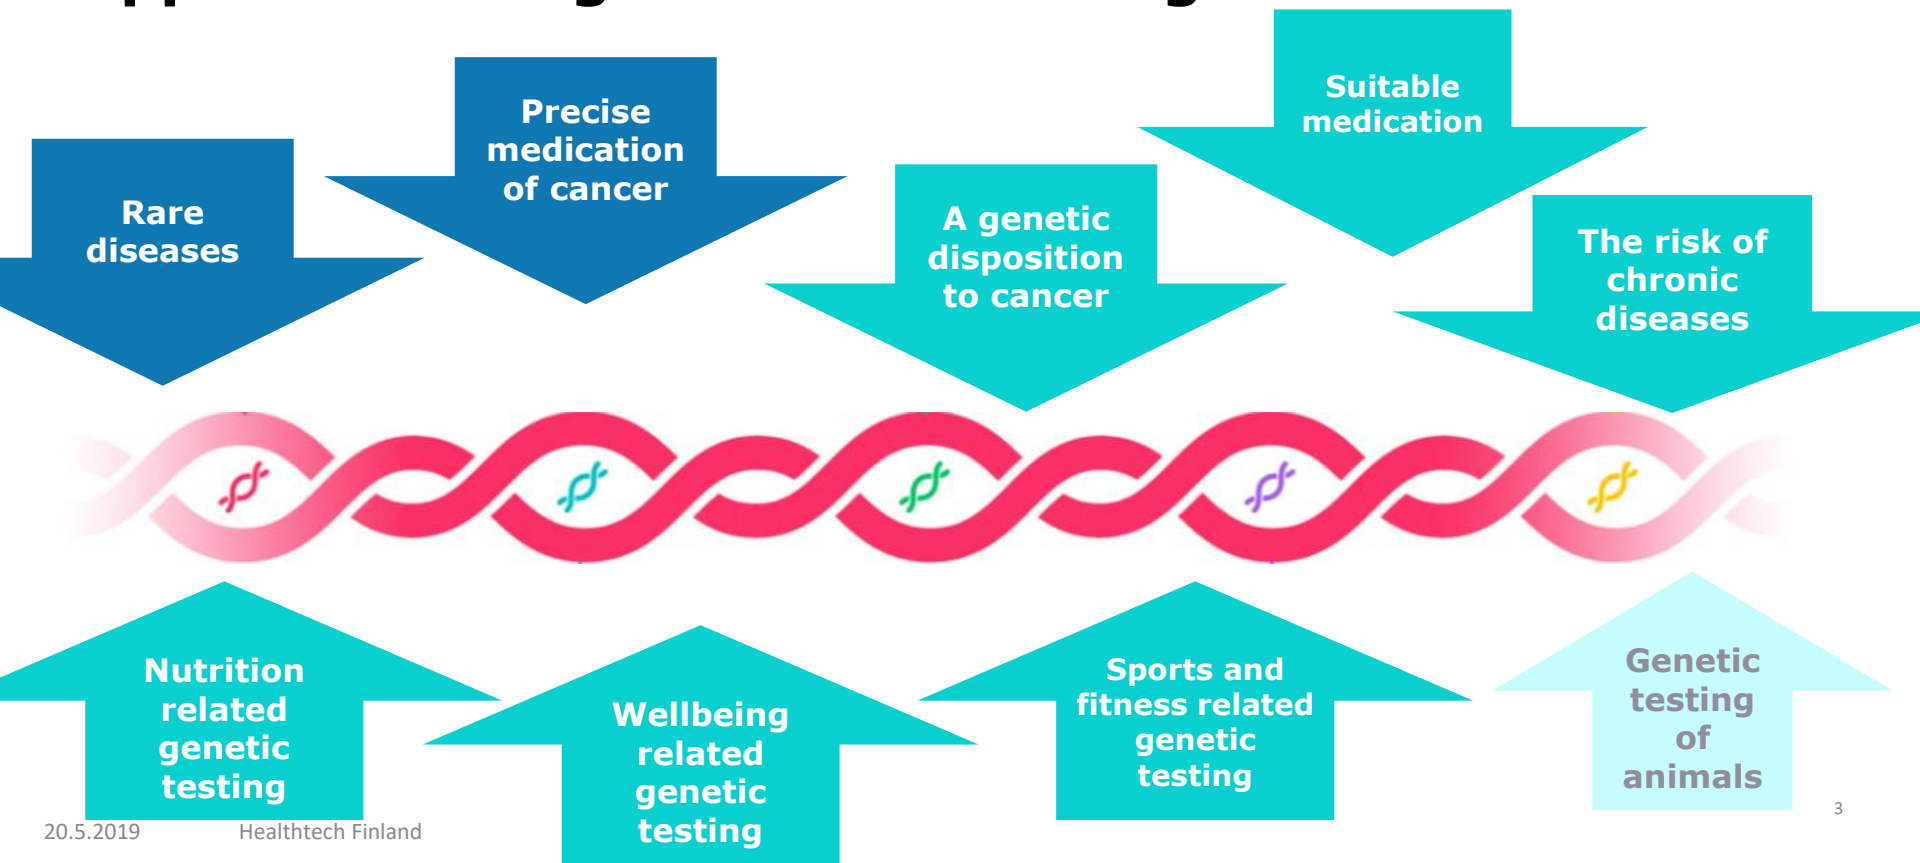 Precise
medication
of cancer
Suitable
medication
Rare
diseases
A genetic
disposition
to cancer
The risk of
chronic
diseases
Nutrition
related
genetic
testing
Wellbeing
related
genetic
testing
Sports and
fitness related
genetic
testing
Genetic
testing
of
animals
20.5.2019
Healthtech Finland
3